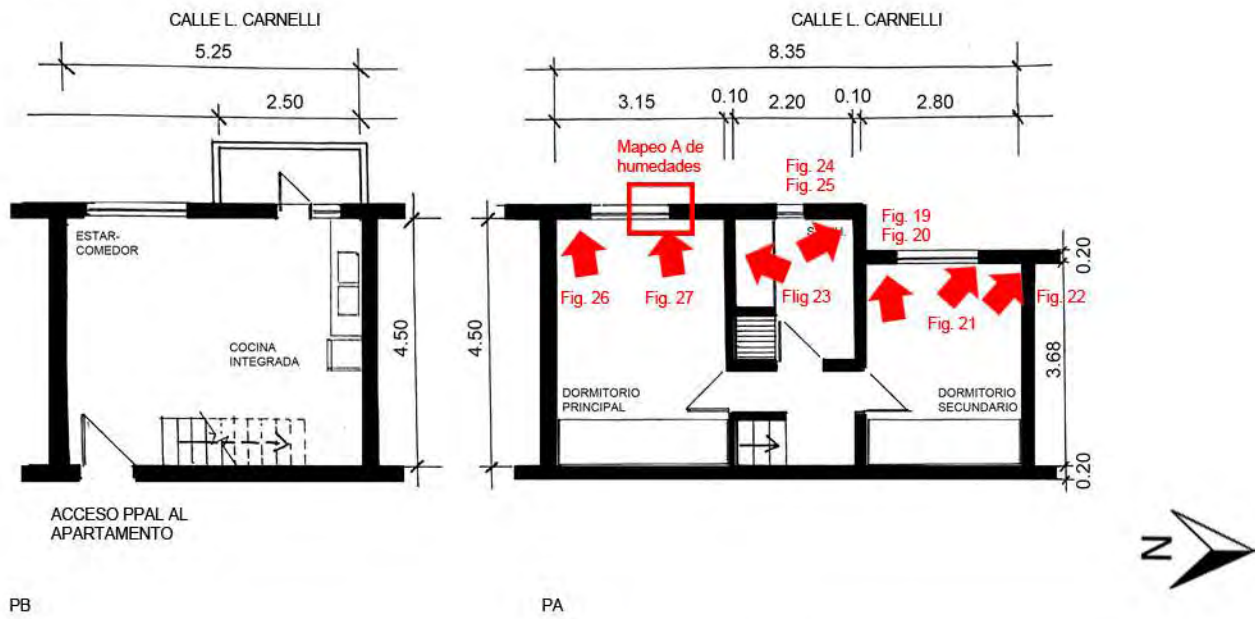 CALLE L. CARNELLI
5.25
2.50
ESTAR-
COMEDOR
COCINA
INTEGRADA
4.50
ACCESO PPAL AL
APARTAMENTO
PB
CALLE L. CARNELLI
8.35
3.15
0.10
2.20
0.10
2.80
Mapeo A de
humedades
Fig. 24
Fig. 25
Fig. 19
Fig. 20
Fig. 26
Fig. 27
Flig 23
Fig. 21
Fig. 22
4.50
0.20
3.68
0.20
DORMITORIO
PRINCIPAL
DORMITORIO
SECUNDARIO
PA
N